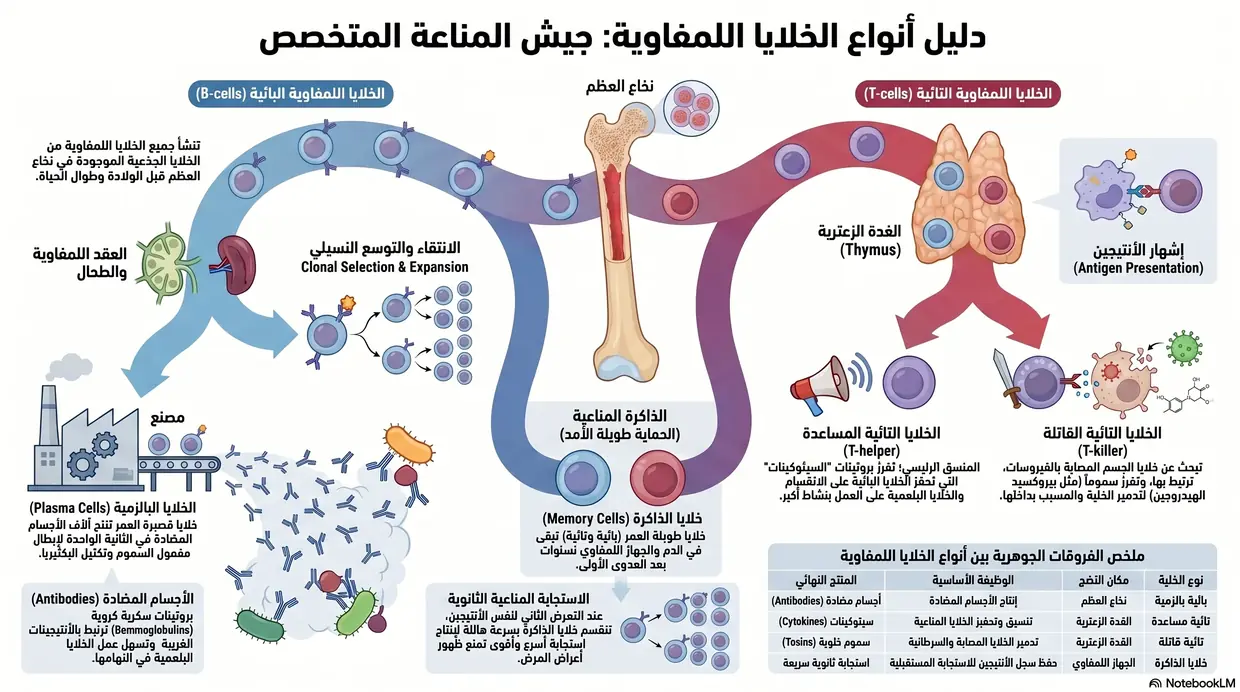 دليل أنواع الخلايا اللمفاوية: جيش المناعة المتخصص
الخلايا اللمفاوية التائية (T-cells)
نخاع العظم
الخلايا اللمفاوية البائية (B-cells)
تنشأ جميع الخلايا اللمفاوية من
الخلايا الجذعية الموجودة في نخاع
العظم قبل الولادة وطوال الحياة.
العقد اللمفاوية
والطحال
الانتقاء والتوسع النسيلي
Clonal Selection & Expansion
الغدة الزعترية
(Thymus)
إشهار الأنتيجين
(Antigen Presentation)
الخلايا التائية القاتلة
(T-killer)
تبحث عن خلايا الجسم المصابة بالفيروسات،
ترتبط بها، وتفرز سموماً (مثل بيروكسيد
الهيدروجين) لتدمير الخلية والمسبب بداخلها.
الخلايا التائية المساعدة
(T-helper)
المنسق الرئيسي؛ تفرز بروتينات "السيتوكينات"
التي تحفز الخلايا البائية على الانقسام
والخلايا البلعمية على العمل بنشاط أكبر.
الذاكرة المناعية
(الحماية طويلة الأمد)
خلايا الذاكرة (Memory Cells)
خلايا طويلة العمر (بائية وتائية) تبقى
في الدم والجهاز اللمفاوي لسنوات
بعد العدوى الأولى.
الاستجابة المناعية الثانوية
عند التعرض الثاني لنفس الأنتيجين،
تنقسم خلايا الذاكرة بسرعة هائلة لإنتاج
استجابة أسرع وأقوى تمنع ظهور
أعراض المرض.
مصنع
الخلايا البالزمية (Plasma Cells)
خلايا قصيرة العمر تنتج آلاف الأجسام
المضادة في الثانية الواحدة لإبطال
مفعول السموم وتكتيل البكتيريا.
الأجسام المضادة (Antibodies)
بروتينات سكرية كروية
(Bemmoglobulins) ترتبط بالأنتيجينات
الغريبة وتسهل عمل الخلايا
البلعمية في التهامها.
ملخص الفروقات الجوهرية بين أنواع الخلايا اللمفاوية
نوع الخلية مكان النضج الوظيفة الأساسية المنتج النهائي
بائية بالزمية نخاع العظم إنتاج الأجسام المضادة أجسام مضادة (Antibodies)
تائية مساعدة الغدة الزعترية تنسيق وتحفيز الخلايا المناعية سيتوكينات (Cytokines)
تائية قاتلة الغدة الزعترية تدمير الخلايا المصابة والسرطانية سموم خلوية (Tosins)
خلايا الذاكرة الجهاز اللمفاوي حفظ سجل الأنتيجين للاستجابة المستقبلية استجابة ثانوية سريعة
NotebookLM